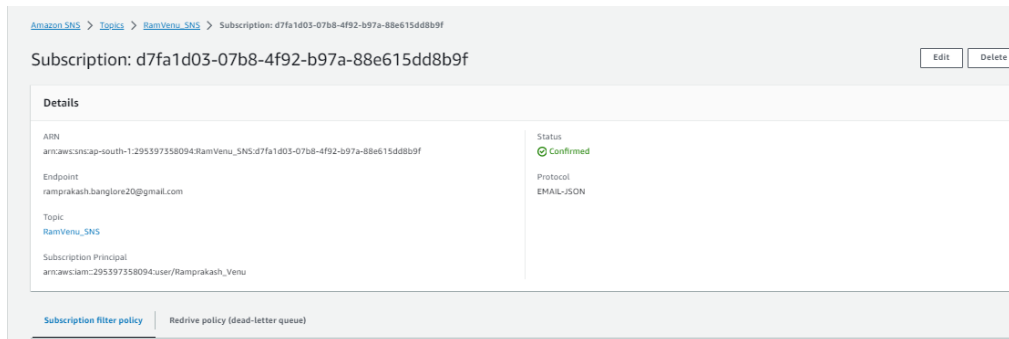 Amazon SNS > Topics > RamVenu_SNS > Subscription: d7fa1d03-07b8-4f92-b97a-88e615dd8b9f
Subscription: d7fa1d03-07b8-4f92-b97a-88e615dd8b9f
Edit
Delete
Details
ARN
arn:aws:sns:ap-south-1:295397358094:RamVenu_SNS:d7fa1d03-07b8-4f92-b97a-88e615dd8b9f
Status
Confirmed
Endpoint
ramprakash.banglore20@gmail.com
Protocol
EMAIL-JSON
Topic
RamVenu_SNS
Subscription Principal
arn:aws:iam::295397358094:user/Ramprakash_Venu
Subscription filter policy
Redrive policy (dead-letter queue)